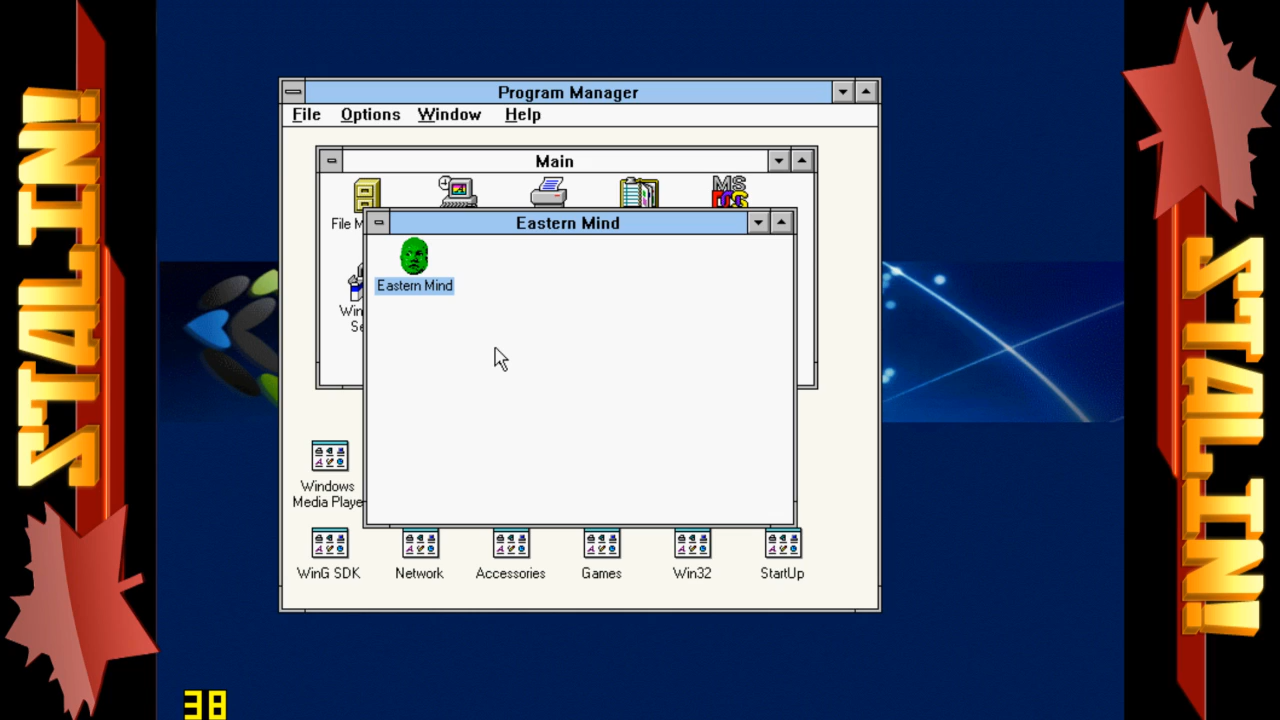 STALIN!
Program Manager
File Options Window Help
Main
MS
File M
Eastern Mind
Eastern Mind
Win
Se
Windows
Media Playe
WinG SDK Network Accessories Games Win32 StartUp
38
STALIN!